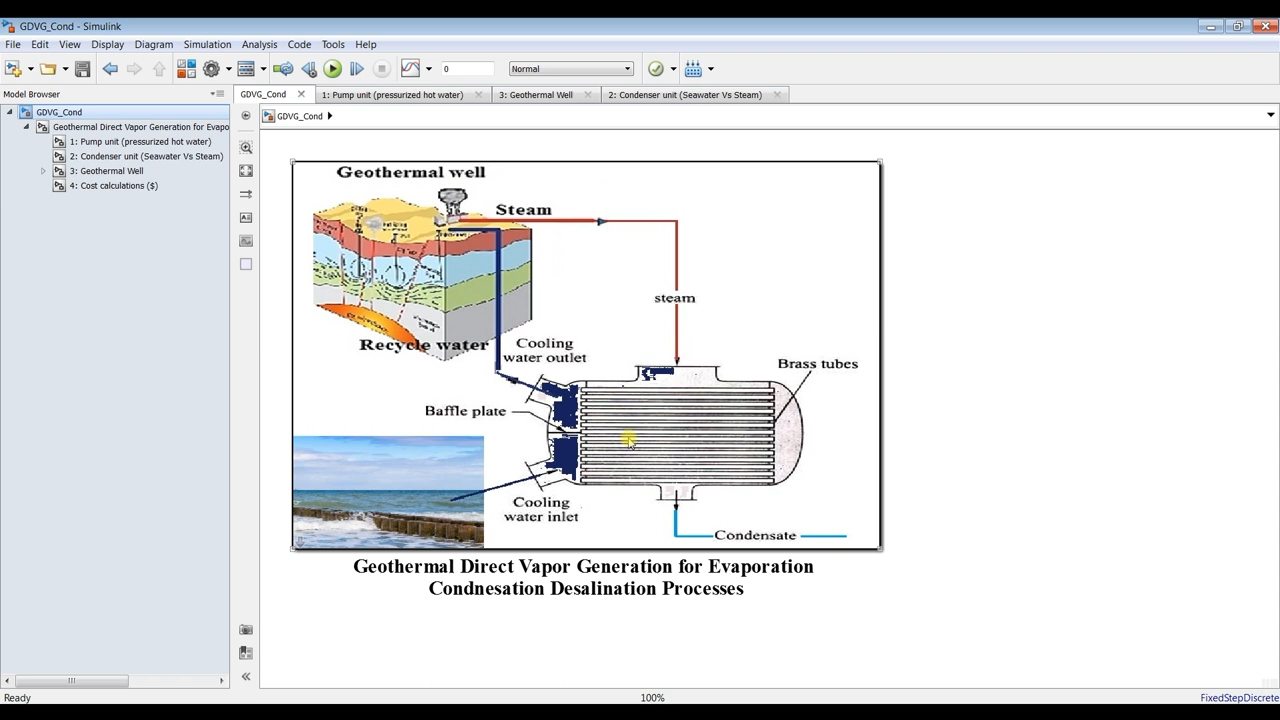 GDVG_Cond - Simulink
File Edit View Display Diagram Simulation Analysis Code Tools Help
0 Normal
Model Browser
GDVG_Cond 1: Pump unit (pressurized hot water) 3: Geothermal Well 2: Condenser unit (Seawater Vs Steam)
GDVG_Cond
GDVG_Cond
Geothermal Direct Vapor Generation for Evapo
1: Pump unit (pressurized hot water)
2: Condenser unit (Seawater Vs Steam)
3: Geothermal Well
4: Cost calculations ($)
Geothermal well
Steam
steam
Recycle water
Cooling
water outlet
Brass tubes
Baffle plate
Cooling
water inlet
Condensate
Geothermal Direct Vapor Generation for Evaporation
Condnesation Desalination Processes
Ready 100% FixedStepDiscrete